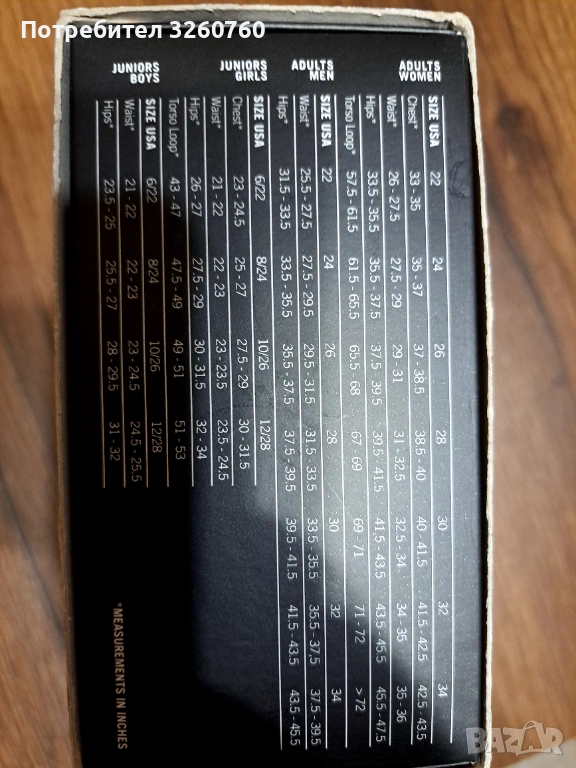 Потребител 3260760
ADULTS
WOMEN
SIZE USA 22 24 26 28 30 32 34
Chest* 33 - 35 35 - 37 37 - 38.5 38.5 - 40 40 - 41.5 41.5 - 42.5 42.5 - 43.5
Waist* 26 - 27.5 27.5 - 29 29 - 31 31 - 32.5 32.5 - 34 34 - 35 35 - 36
Hips* 33.5 - 35.5 35.5 - 37.5 37.5 - 39.5 39.5 - 41.5 41,5 - 43.5 43.5 - 45.5 45.5 - 47.5
Torso Loop* 57.5 - 61.5 61.5 - 65.5 65.5 - 68 67 - 69 69 - 71 71 - 72 > 72
ADULTS
MEN
SIZE USA 22 24 26 28 30 32 34
Waist* 25.5 - 27.5 27.5 - 29.5 29.5 - 31.5 31.5 - 33.5 33.5 - 35.5 35.5 - 37,5 37.5 - 39.5
Hips* 31.5 - 33.5 33.5 - 35.5 35.5 - 37.5 37.5 - 39.5 39.5 - 41.5 41.5 - 43.5 43.5 - 45.5
JUNIORS
GIRLS
SIZE USA 6/22 8/24 10/26 12/28
Chest* 23 - 24.5 25 - 27 27.5 - 29 30 - 31.5
Waist* 21 - 22 22 - 23 23 - 23.5 23.5 - 24.5
Hips* 26 - 27 27.5 - 29 30 - 31.5 32 - 34
Torso Loop* 43 - 47 47.5 - 49 49 - 51 51 - 53
JUNIORS
BOYS
SIZE USA 6/22 8/24 10/26 12/28
Waist* 21 - 22 22 - 23 23 - 24.5 24.5 - 25.5
Hips* 23.5 - 25 25.5 - 27 28 - 29.5 31 - 32
*MEASUREMENTS IN INCHES
BAZAR